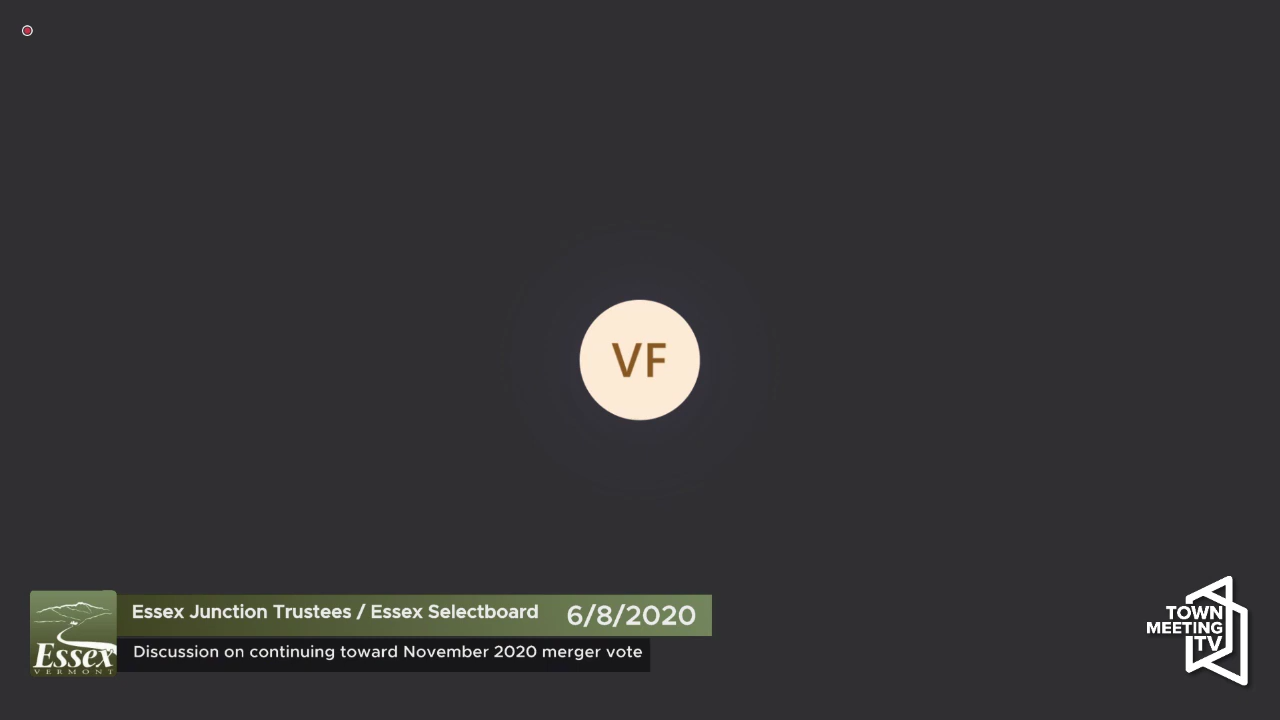 VF
Essex Junction Trustees / Essex Selectboard
6/8/2020
Discussion on continuing toward November 2020 merger vote
Essex
VERMONT
TOWN
MEETING
TV